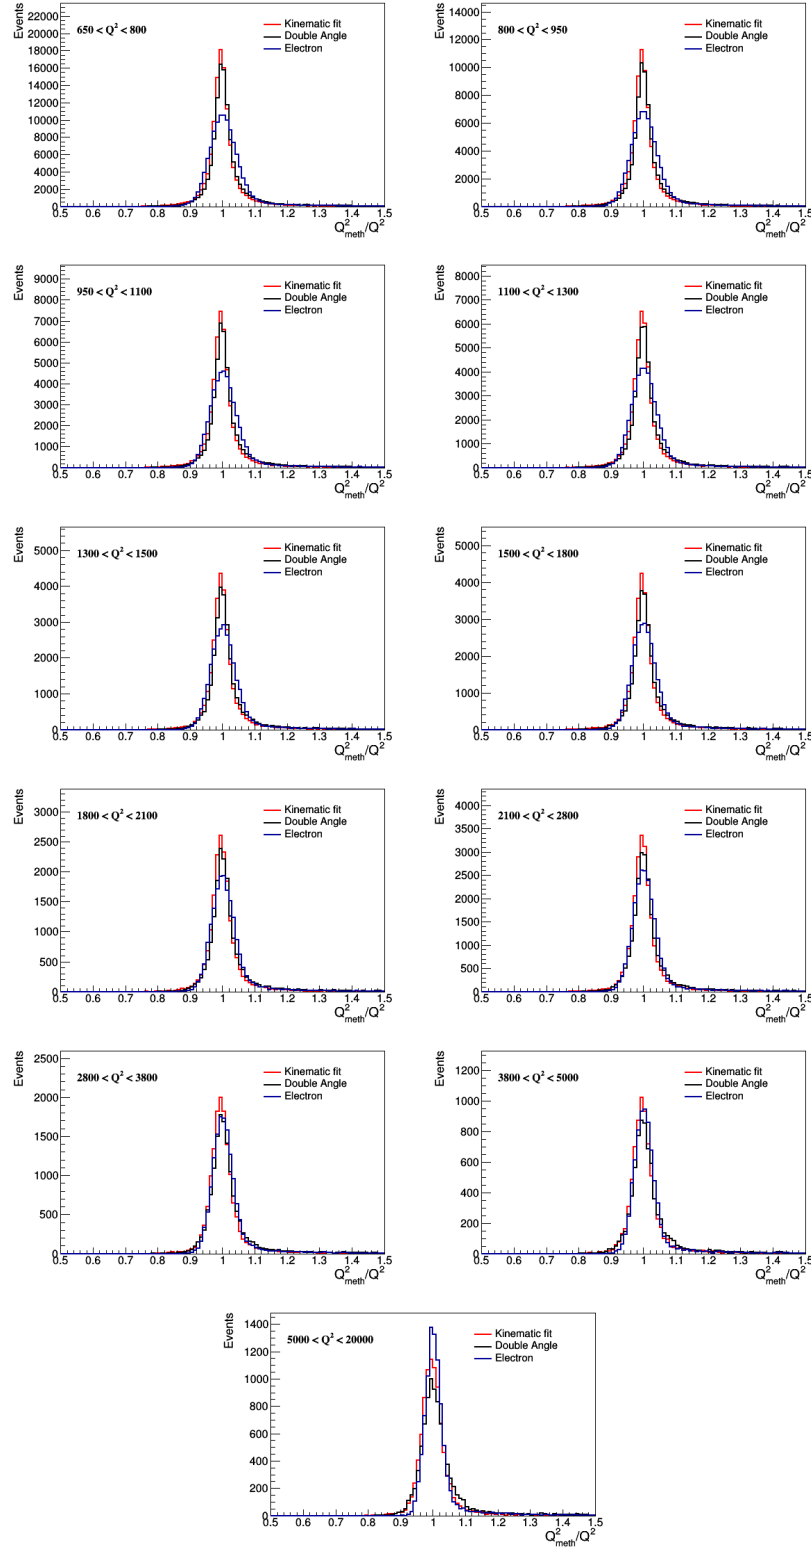 Events
22000
20000
18000
16000
14000
12000
10000
8000
6000
4000
2000
0
650 < Q² < 800
Kinematic fit
Double Angle
Electron
0.5 0.6 0.7 0.8 0.9 1 1.1 1.2 1.3 1.4 1.5
Q²meth/Q²
Events
14000
12000
10000
8000
6000
4000
2000
0
800 < Q² < 950
Kinematic fit
Double Angle
Electron
0.5 0.6 0.7 0.8 0.9 1 1.1 1.2 1.3 1.4 1.5
Q²meth/Q²
Events
9000
8000
7000
6000
5000
4000
3000
2000
1000
0
950 < Q² < 1100
Kinematic fit
Double Angle
Electron
0.5 0.6 0.7 0.8 0.9 1 1.1 1.2 1.3 1.4 1.5
Q²meth/Q²
Events
8000
7000
6000
5000
4000
3000
2000
1000
0
1100 < Q² < 1300
Kinematic fit
Double Angle
Electron
0.5 0.6 0.7 0.8 0.9 1 1.1 1.2 1.3 1.4 1.5
Q²meth/Q²
Events
5000
4000
3000
2000
1000
0
1300 < Q² < 1500
Kinematic fit
Double Angle
Electron
0.5 0.6 0.7 0.8 0.9 1 1.1 1.2 1.3 1.4 1.5
Q²meth/Q²
Events
5000
4000
3000
2000
1000
0
1500 < Q² < 1800
Kinematic fit
Double Angle
Electron
0.5 0.6 0.7 0.8 0.9 1 1.1 1.2 1.3 1.4 1.5
Q²meth/Q²
Events
3000
2500
2000
1500
1000
500
0
1800 < Q² < 2100
Kinematic fit
Double Angle
Electron
0.5 0.6 0.7 0.8 0.9 1 1.1 1.2 1.3 1.4 1.5
Q²meth/Q²
Events
4000
3500
3000
2500
2000
1500
1000
500
0
2100 < Q² < 2800
Kinematic fit
Double Angle
Electron
0.5 0.6 0.7 0.8 0.9 1 1.1 1.2 1.3 1.4 1.5
Q²meth/Q²
Events
2500
2000
1500
1000
500
0
2800 < Q² < 3800
Kinematic fit
Double Angle
Electron
0.5 0.6 0.7 0.8 0.9 1 1.1 1.2 1.3 1.4 1.5
Q²meth/Q²
Events
1200
1000
800
600
400
200
0
3800 < Q² < 5000
Kinematic fit
Double Angle
Electron
0.5 0.6 0.7 0.8 0.9 1 1.1 1.2 1.3 1.4 1.5
Q²meth/Q²
Events
1400
1200
1000
800
600
400
200
0
5000 < Q² < 20000
Kinematic fit
Double Angle
Electron
0.5 0.6 0.7 0.8 0.9 1 1.1 1.2 1.3 1.4 1.5
Q²meth/Q²